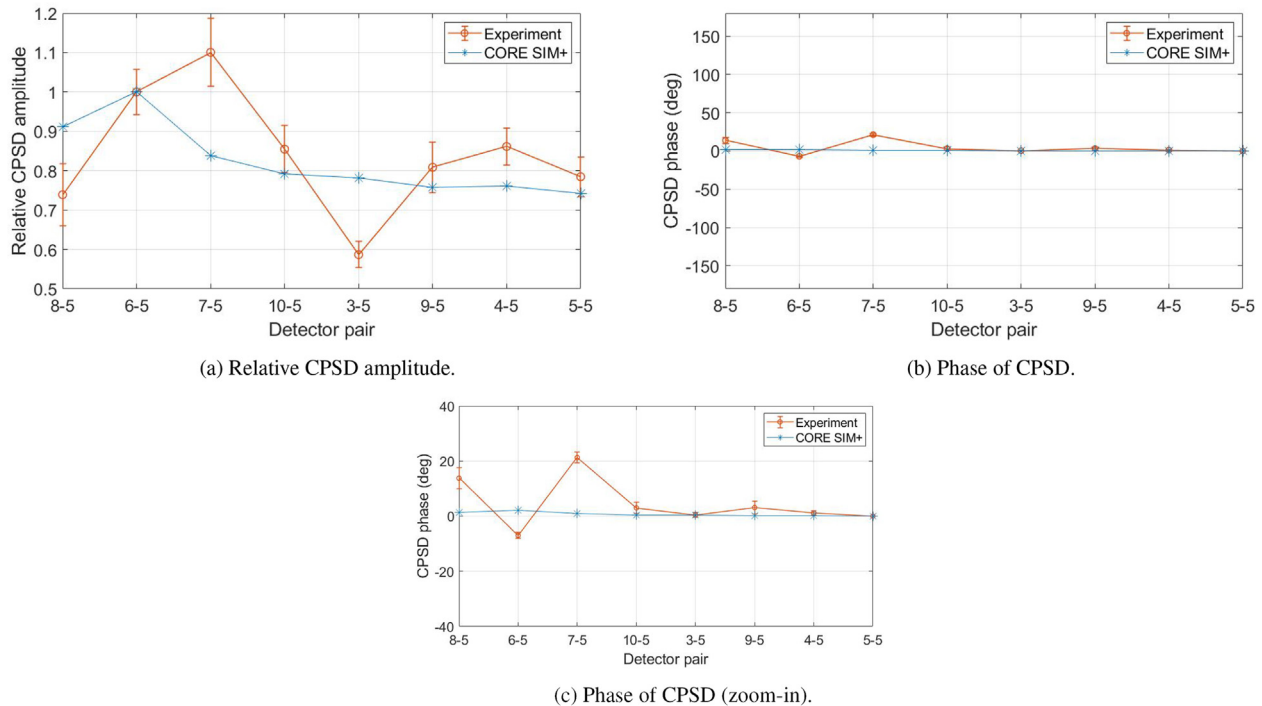 1.2
1.1
1
0.9
0.8
0.7
0.6
0.5
Relative CPSD amplitude
Experiment
CORE SIM+
8-5 6-5 7-5 10-5 3-5 9-5 4-5 5-5
Detector pair
(a) Relative CPSD amplitude.
150
100
50
0
-50
-100
-150
CPSD phase (deg)
Experiment
CORE SIM+
8-5 6-5 7-5 10-5 3-5 9-5 4-5 5-5
Detector pair
(b) Phase of CPSD.
40
20
0
-20
-40
CPSD phase (deg)
Experiment
CORE SIM+
8-5 6-5 7-5 10-5 3-5 9-5 4-5 5-5
Detector pair
(c) Phase of CPSD (zoom-in).